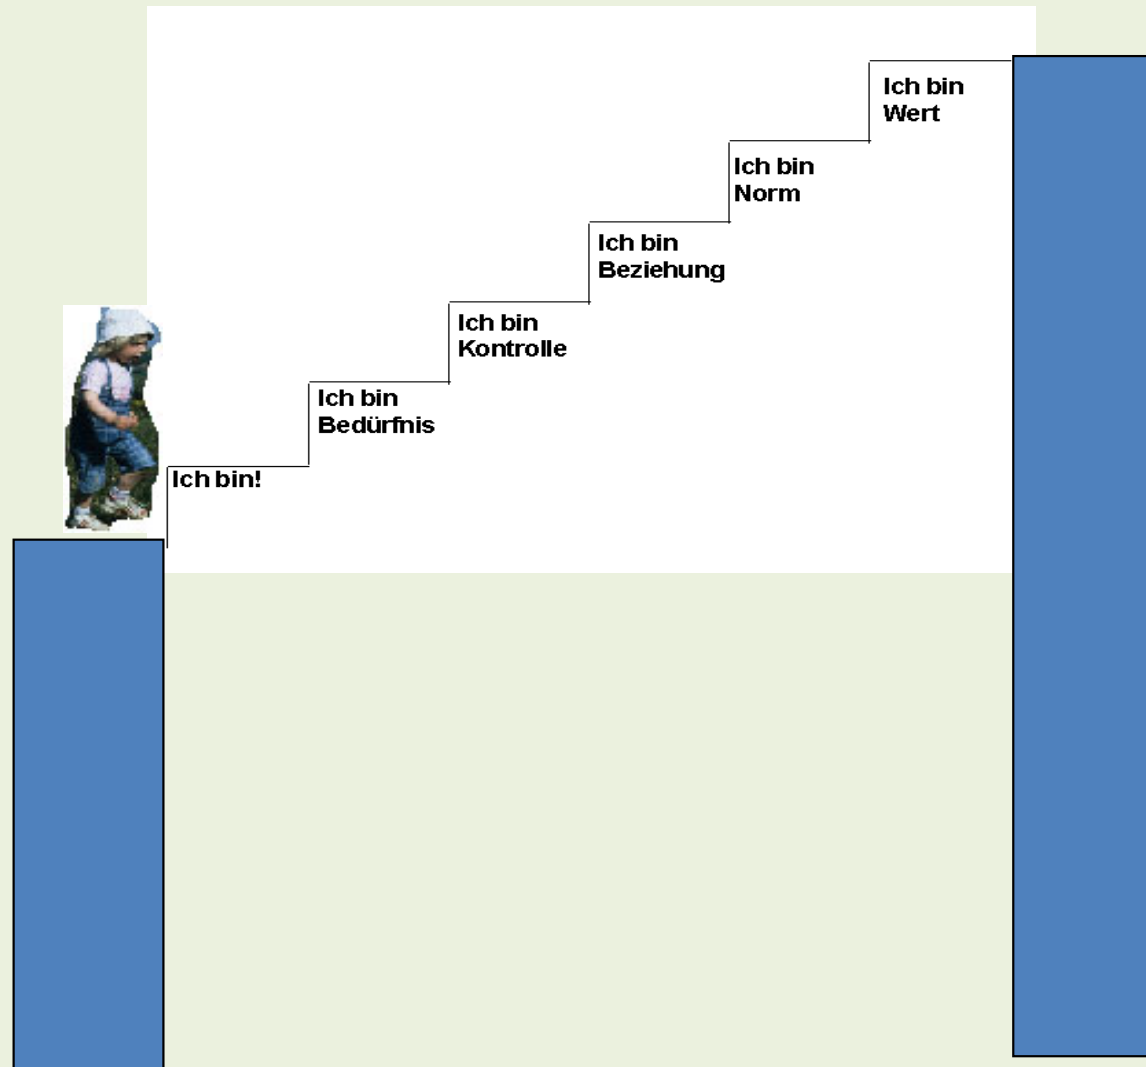 Ich bin
Wert
Ich bin
Norm
Ich bin
Beziehung
Ich bin
Kontrolle
Ich bin
Bedürfnis
Ich bin!